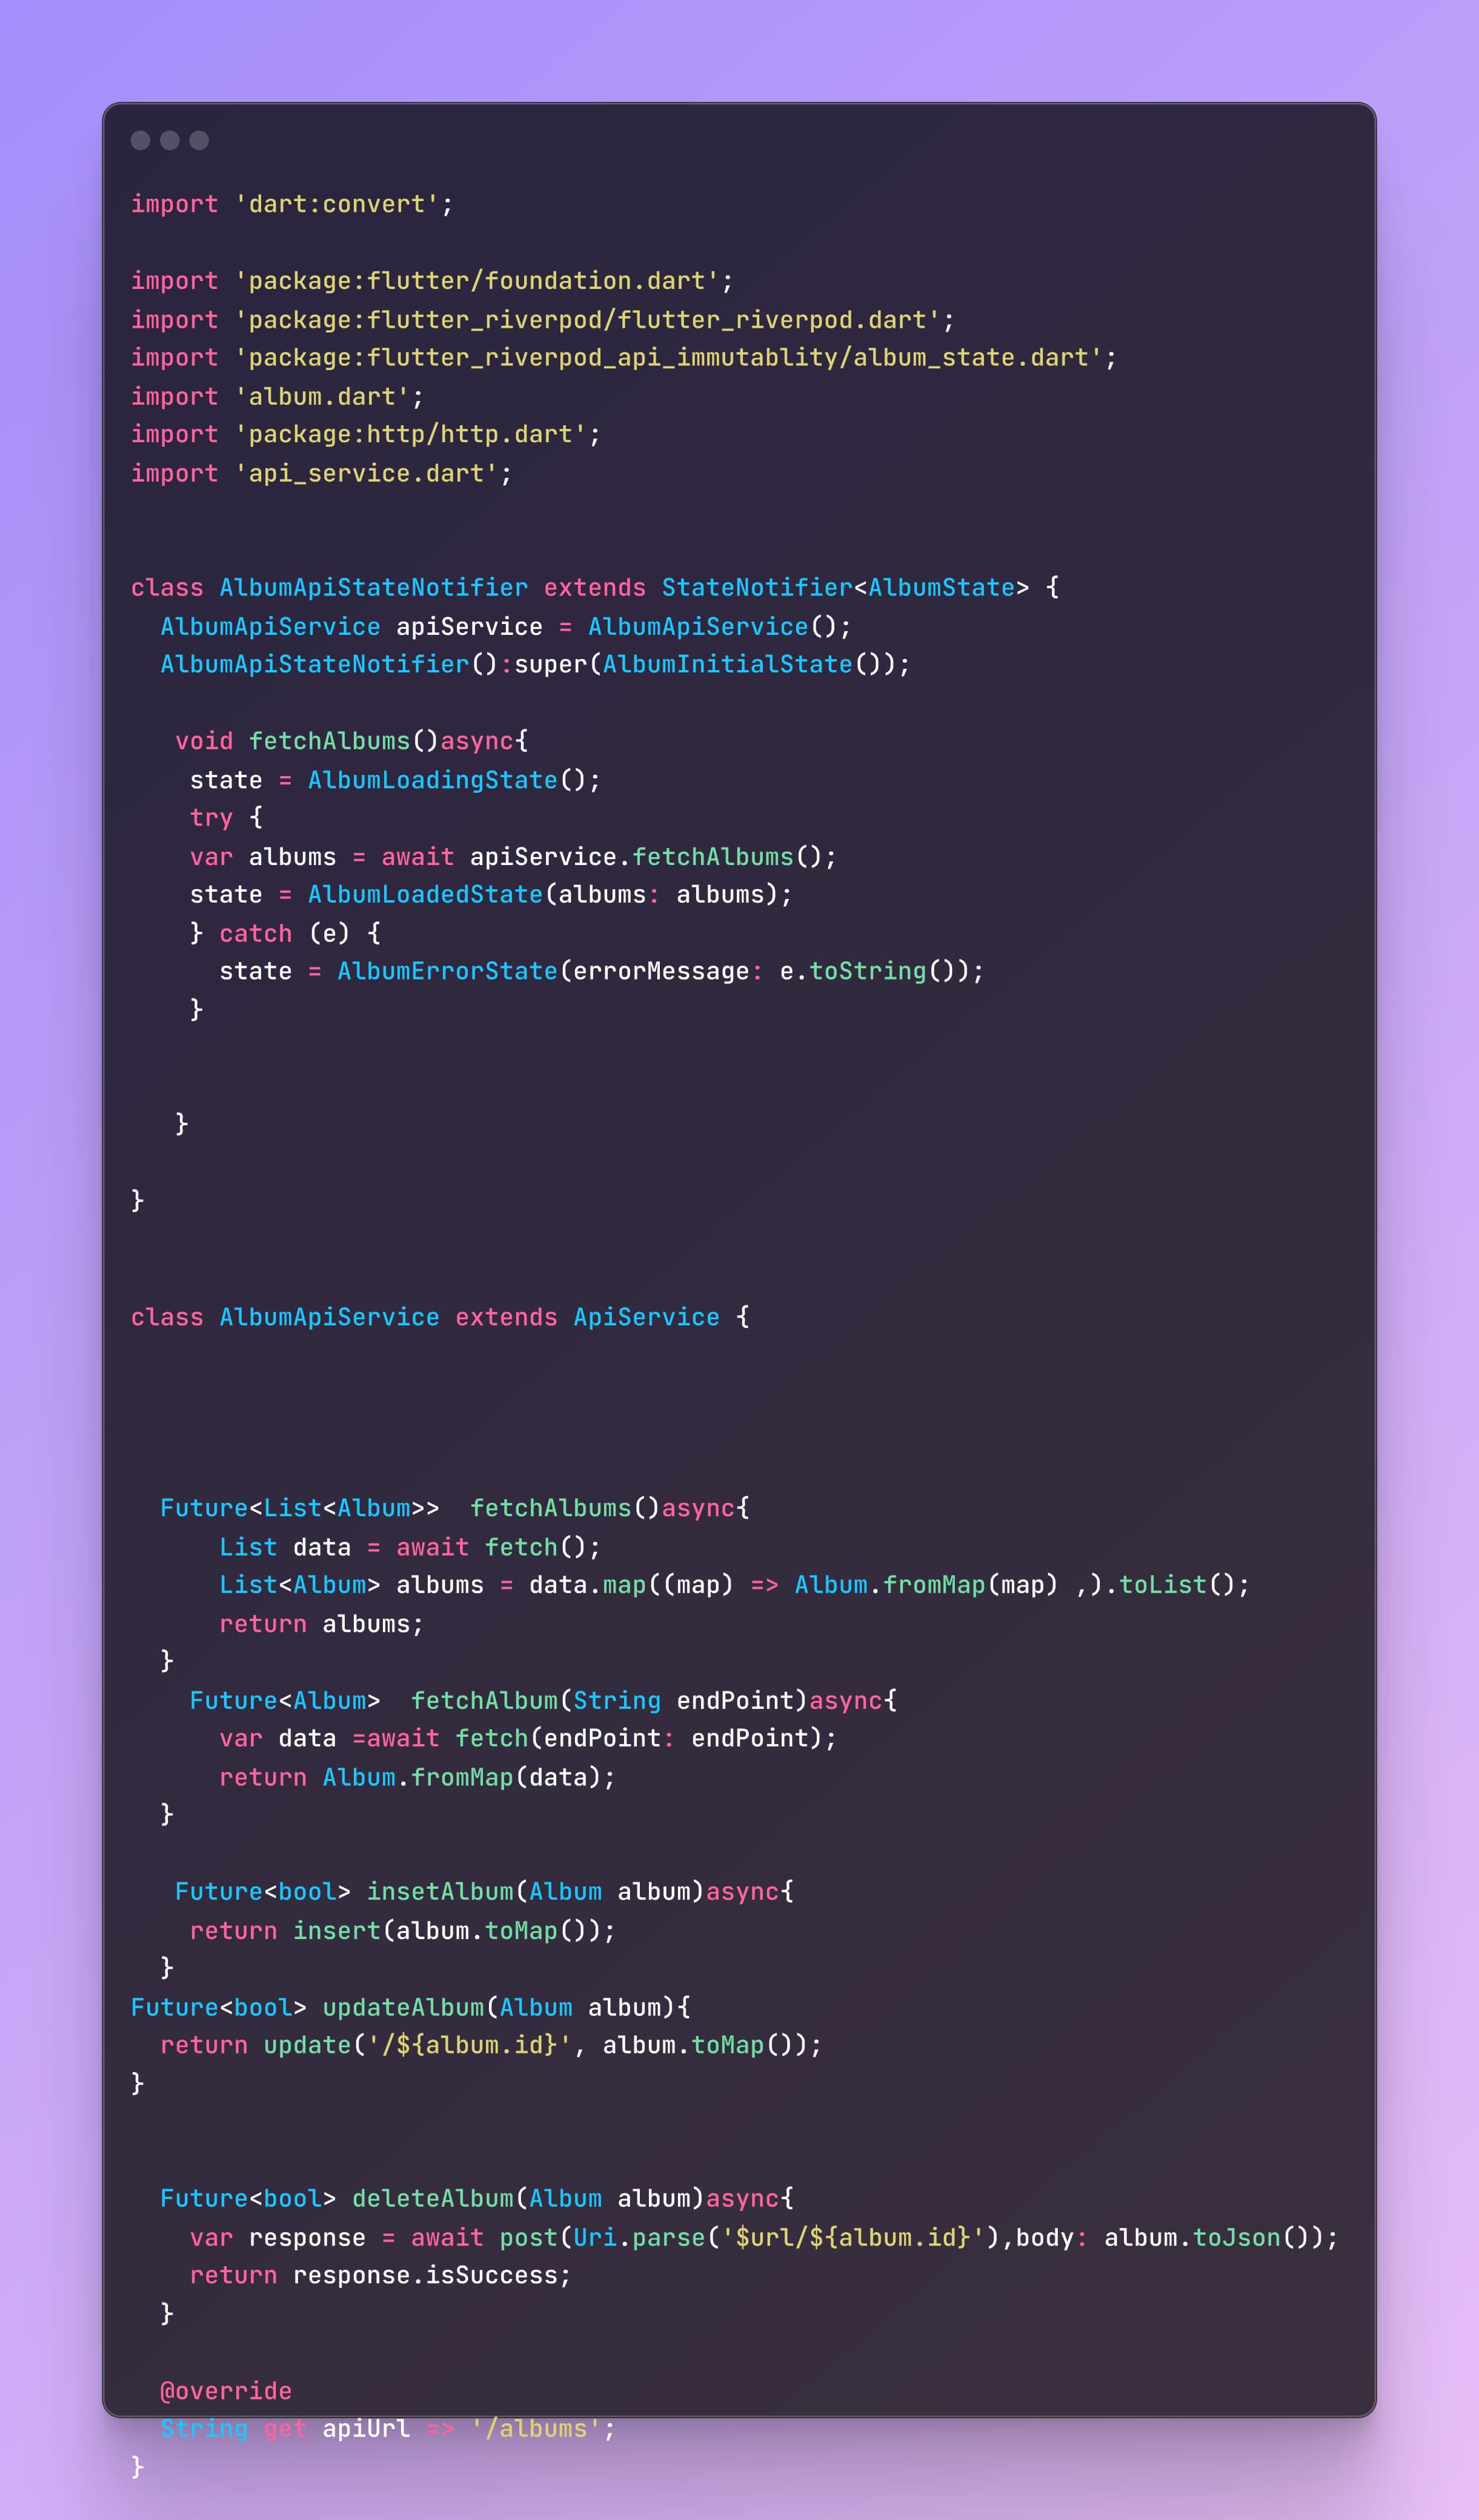 import 'dart:convert';
import 'package:flutter/foundation.dart';
import 'package:flutter_riverpod/flutter_riverpod.dart';
import 'package:flutter_riverpod_api_immutablity/album_state.dart';
import 'album.dart';
import 'package:http/http.dart';
import 'api_service.dart';
class AlbumApiStateNotifier extends StateNotifier<AlbumState> {
  AlbumApiService apiService = AlbumApiService();
  AlbumApiStateNotifier():super(AlbumInitialState());
   void fetchAlbums()async{
    state = AlbumLoadingState();
    try {
    var albums = await apiService.fetchAlbums();
    state = AlbumLoadedState(albums: albums);
    } catch (e) {
      state = AlbumErrorState(errorMessage: e.toString());
    }
   }
}
class AlbumApiService extends ApiService {
  Future<List<Album>>  fetchAlbums()async{
      List data = await fetch();
      List<Album> albums = data.map((map) => Album.fromMap(map) ,).toList();
      return albums;
  }
    Future<Album>  fetchAlbum(String endPoint)async{
      var data =await fetch(endPoint: endPoint);
      return Album.fromMap(data);
  }
   Future<bool> insetAlbum(Album album)async{
    return insert(album.toMap());
  }
Future<bool> updateAlbum(Album album){
  return update('/${album.id}', album.toMap());
}
  Future<bool> deleteAlbum(Album album)async{
    var response = await post(Uri.parse('$url/${album.id}'),body: album.toJson());
    return response.isSuccess;
  }
  @override
  String get apiUrl => '/albums';
}